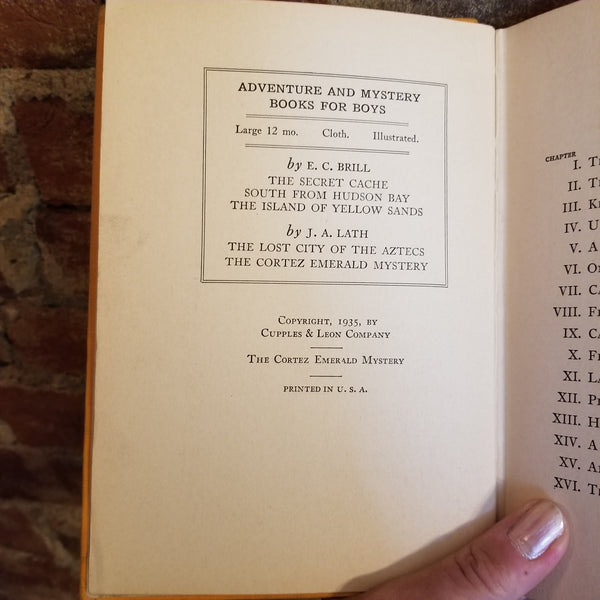 ADVENTURE AND MYSTERY
BOOKS FOR BOYS
Large 12 mo. Cloth. Illustrated.
by E. C. BRILL
THE SECRET CACHE
SOUTH FROM HUDSON BAY
THE ISLAND OF YELLOW SANDS
by J. A. LATH
THE LOST CITY OF THE AZTECS
THE CORTEZ EMERALD MYSTERY
COPYRIGHT, 1935, BY
CUPPLES & LEON COMPANY
THE CORTEZ EMERALD MYSTERY
PRINTED IN U. S. A.
CHAPTER
I.
II.
III.
IV.
V. A
VI.
VII.
VIII.
IX.
X.
XI.
XII.
XIII.
XIV. A
XV.
XVI.